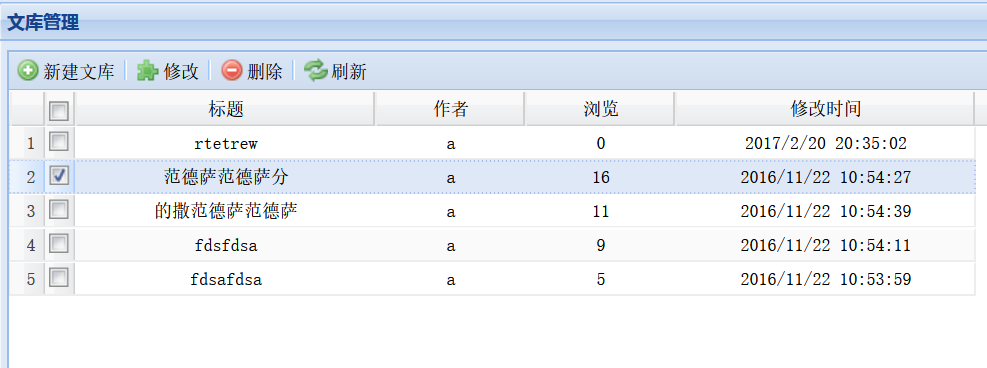 文库管理
新建文库 修改 删除 刷新
标题 作者 浏览 修改时间
1 rtetrew a 0 2017/2/20 20:35:02
2 范德萨范德萨分 a 16 2016/11/22 10:54:27
3 的撒范德萨范德萨 a 11 2016/11/22 10:54:39
4 fdsfdsa a 9 2016/11/22 10:54:11
5 fdsafdsa a 5 2016/11/22 10:53:59